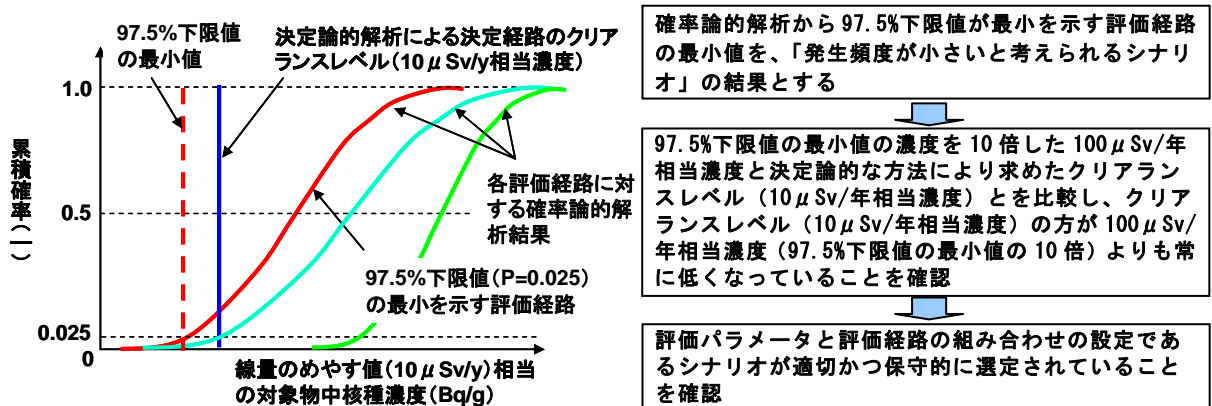 97.5%下限値
の最小値
決定論的解析による決定経路のクリア
ランスレベル(10μSv/y相当濃度)
1.0
累積確率(ー)
0.5
各評価経路に対
する確率論的解
析結果
97.5%下限値(P=0.025)
の最小を示す評価経路
0.025
0
線量のめやす値(10μSv/y)相当
の対象物中核種濃度(Bq/g)
確率論的解析から97.5%下限値が最小を示す評価経路
の最小値を、「発生頻度が小さいと考えられるシナリ
オ」の結果とする
97.5%下限値の最小値の濃度を10倍した100μSv/年
相当濃度と決定論的な方法により求めたクリアラン
スレベル（10μSv/年相当濃度）とを比較し、クリア
ランスレベル（10μSv/年相当濃度）の方が100μSv/
年相当濃度（97.5%下限値の最小値の10倍）よりも常
に低くなっていることを確認
評価パラメータと評価経路の組み合わせの設定であ
るシナリオが適切かつ保守的に選定されていること
を確認